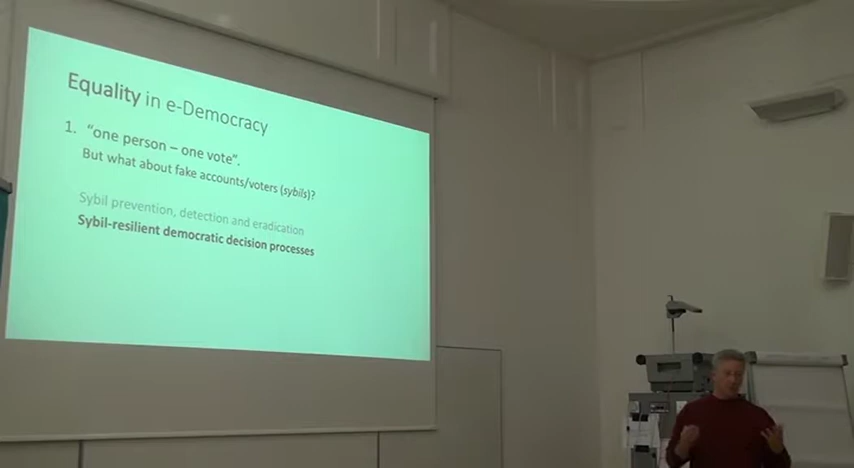 Equality in e-Democracy
1. "one person – one vote".
But what about fake accounts/voters (sybils)?
Sybil prevention, detection and eradication
Sybil-resilient democratic decision processes